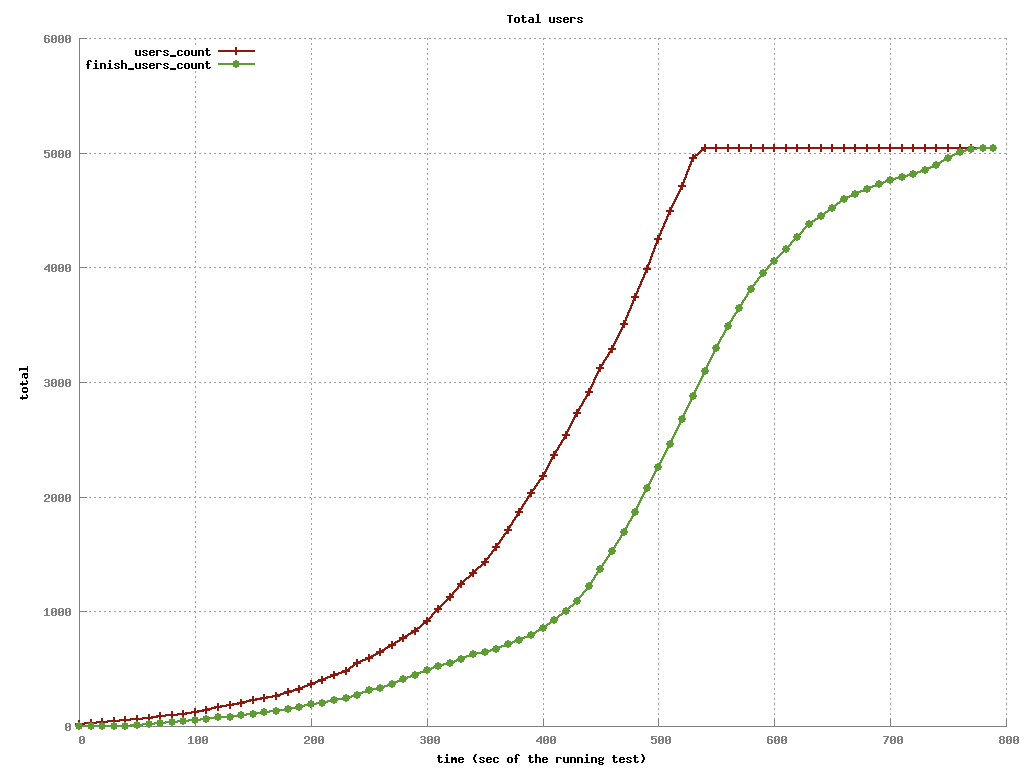 Total users
users_count
finish_users_count
6000
5000
4000
3000
2000
1000
0
total
0 100 200 300 400 500 600 700 800
time (sec of the running test)